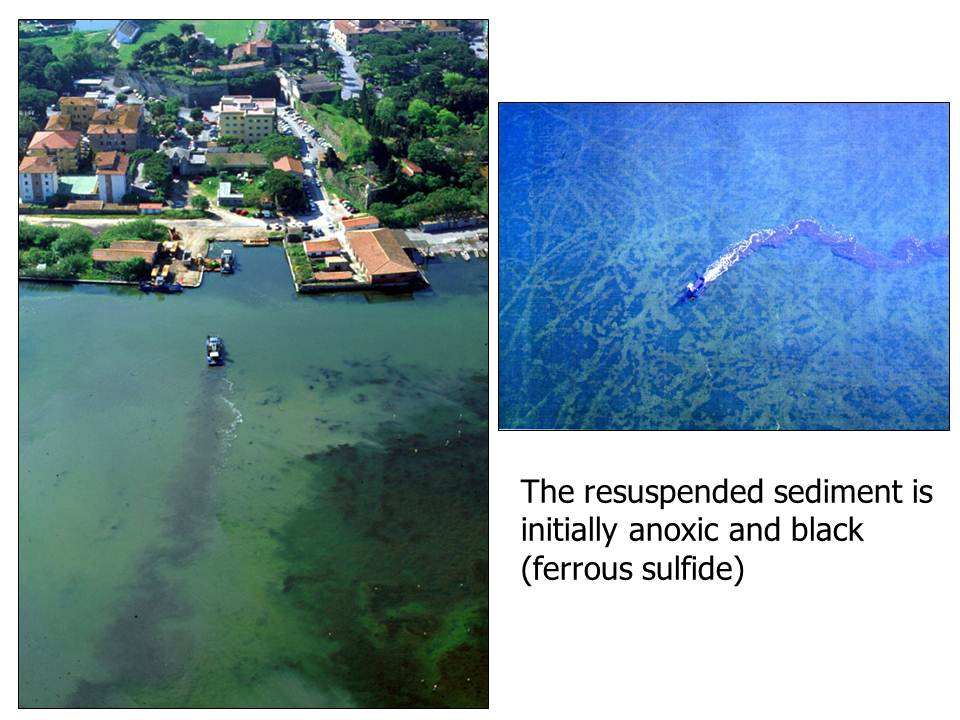 The resuspended sediment is
initially anoxic and black
(ferrous sulfide)